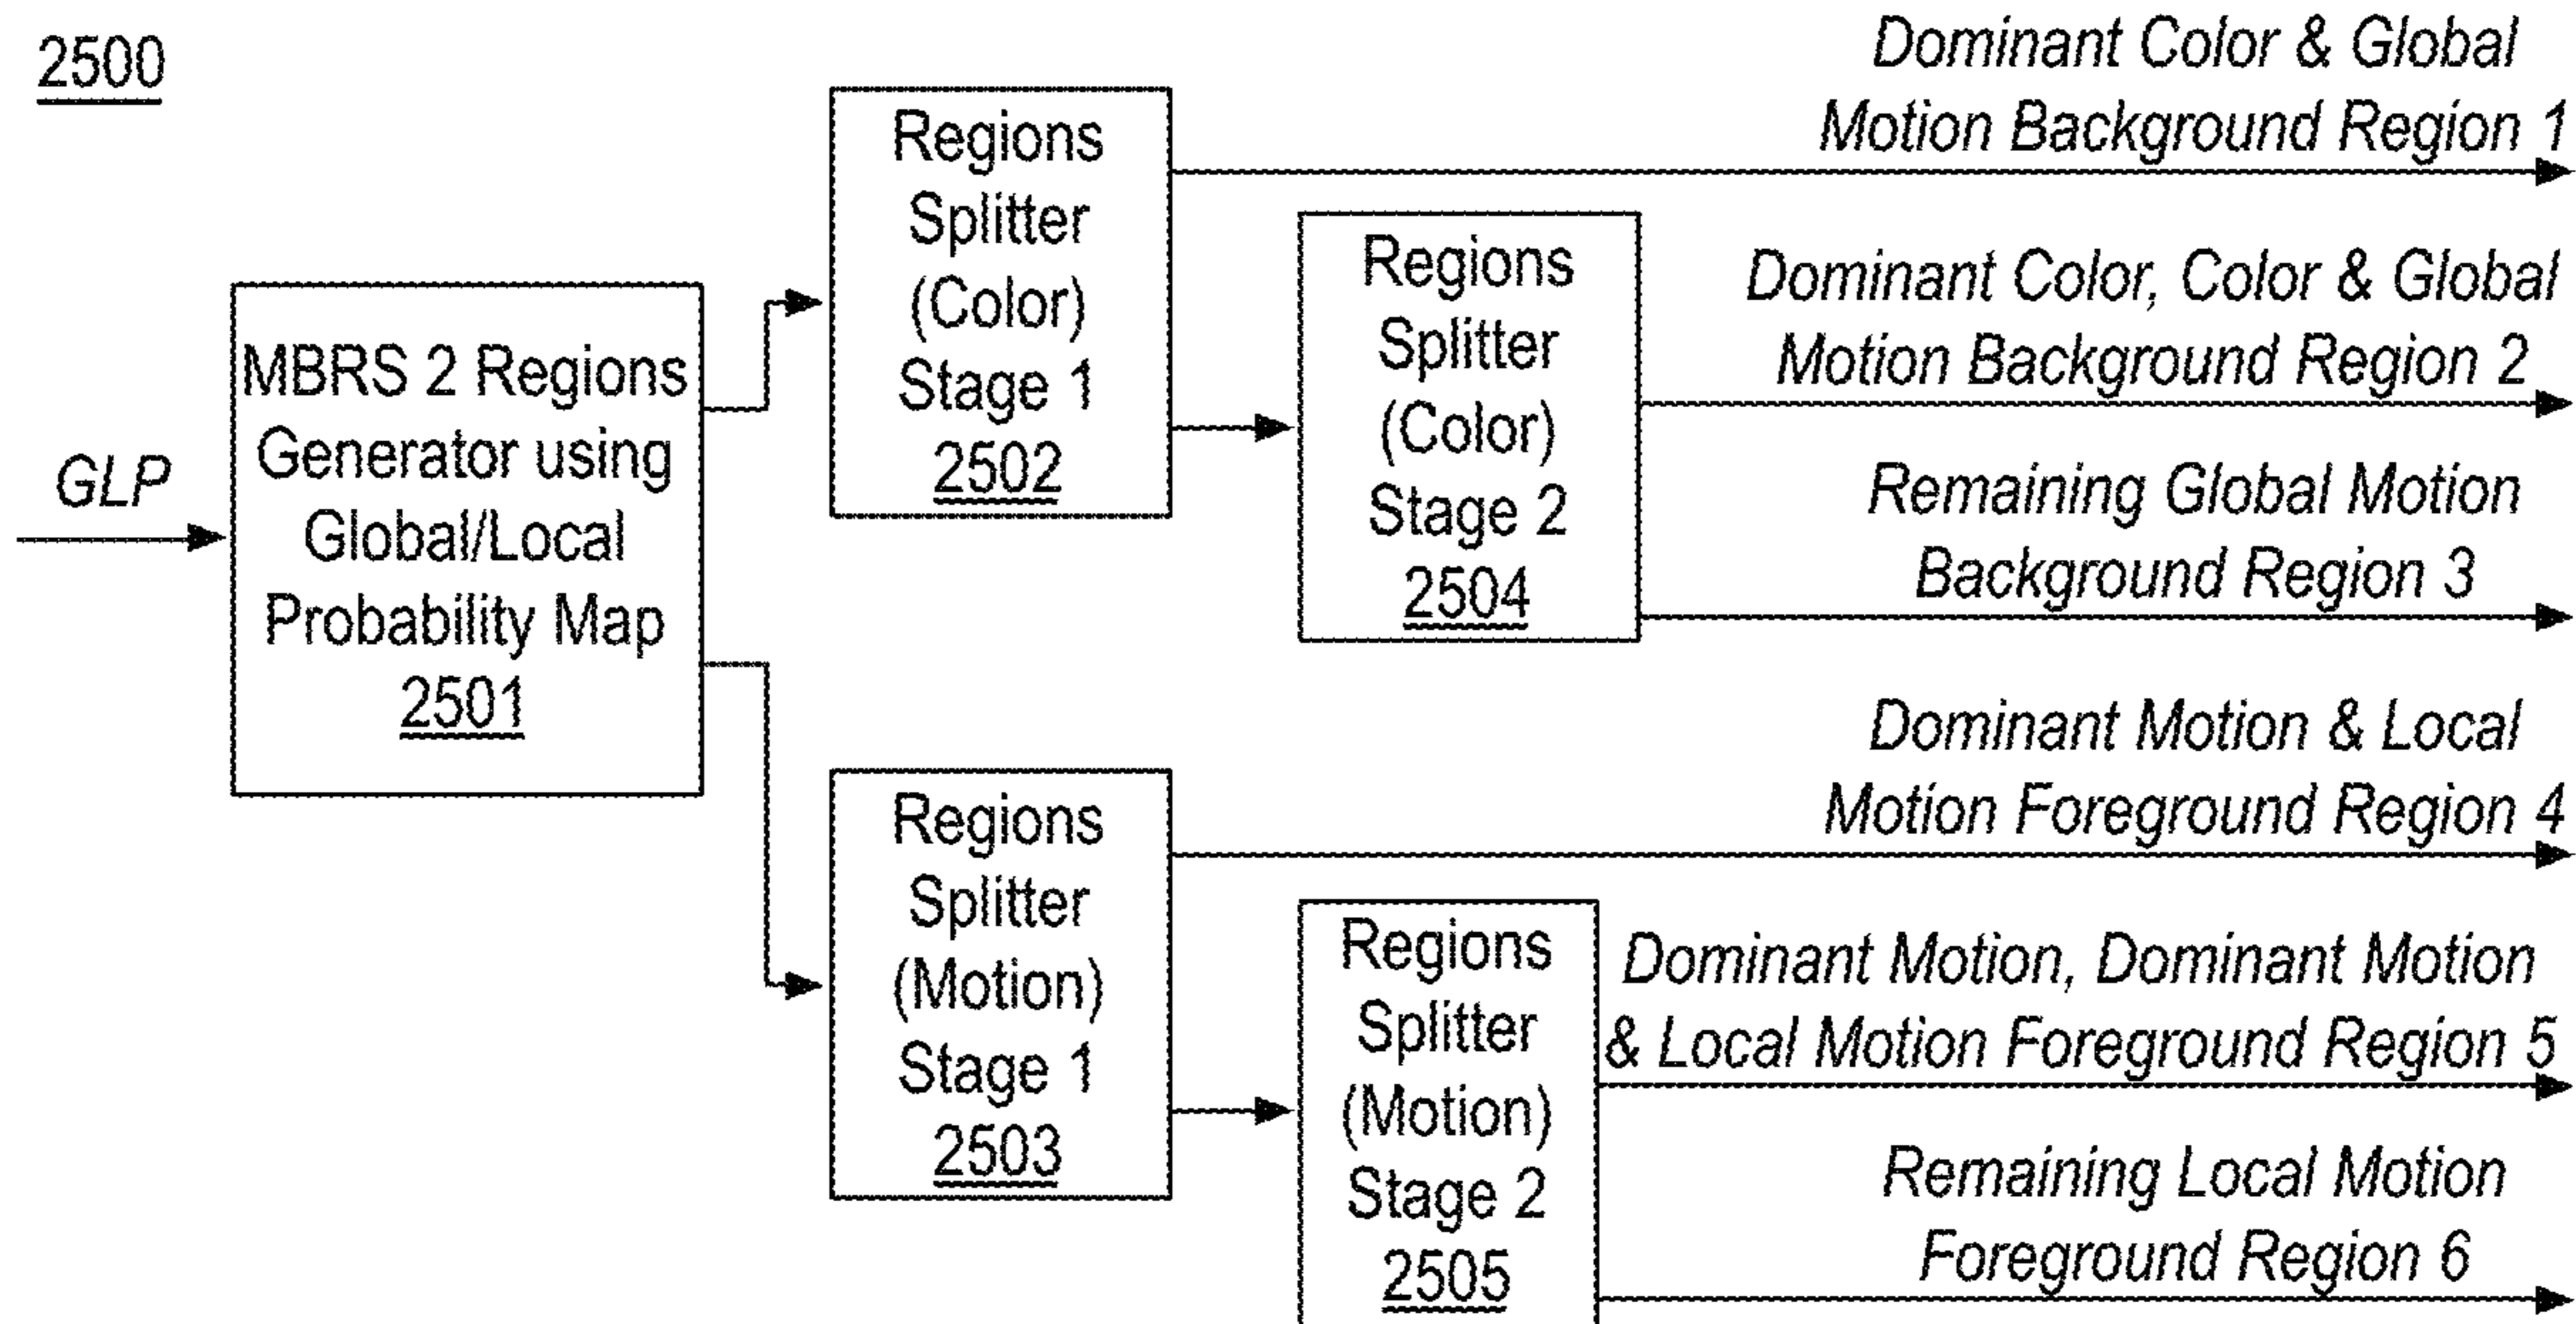 2500
GLP
MBRS 2 Regions
Generator using
Global/Local
Probability Map
2501
Regions
Splitter
(Color)
Stage 1
2502
Regions
Splitter
(Motion)
Stage 1
2503
Regions
Splitter
(Color)
Stage 2
2504
Regions
Splitter
(Motion)
Stage 2
2505
Dominant Color & Global
Motion Background Region 1
Dominant Color, Color & Global
Motion Background Region 2
Remaining Global Motion
Background Region 3
Dominant Motion & Local
Motion Foreground Region 4
Dominant Motion, Dominant Motion
& Local Motion Foreground Region 5
Remaining Local Motion
Foreground Region 6